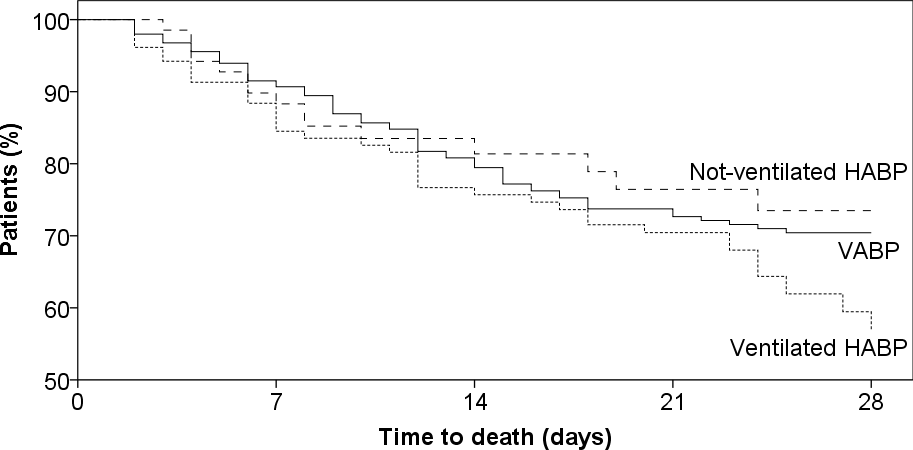 Patients (%)
100
90
80
70
60
50
Not-ventilated HABP
VABP
Ventilated HABP
0 7 14 21 28
Time to death (days)